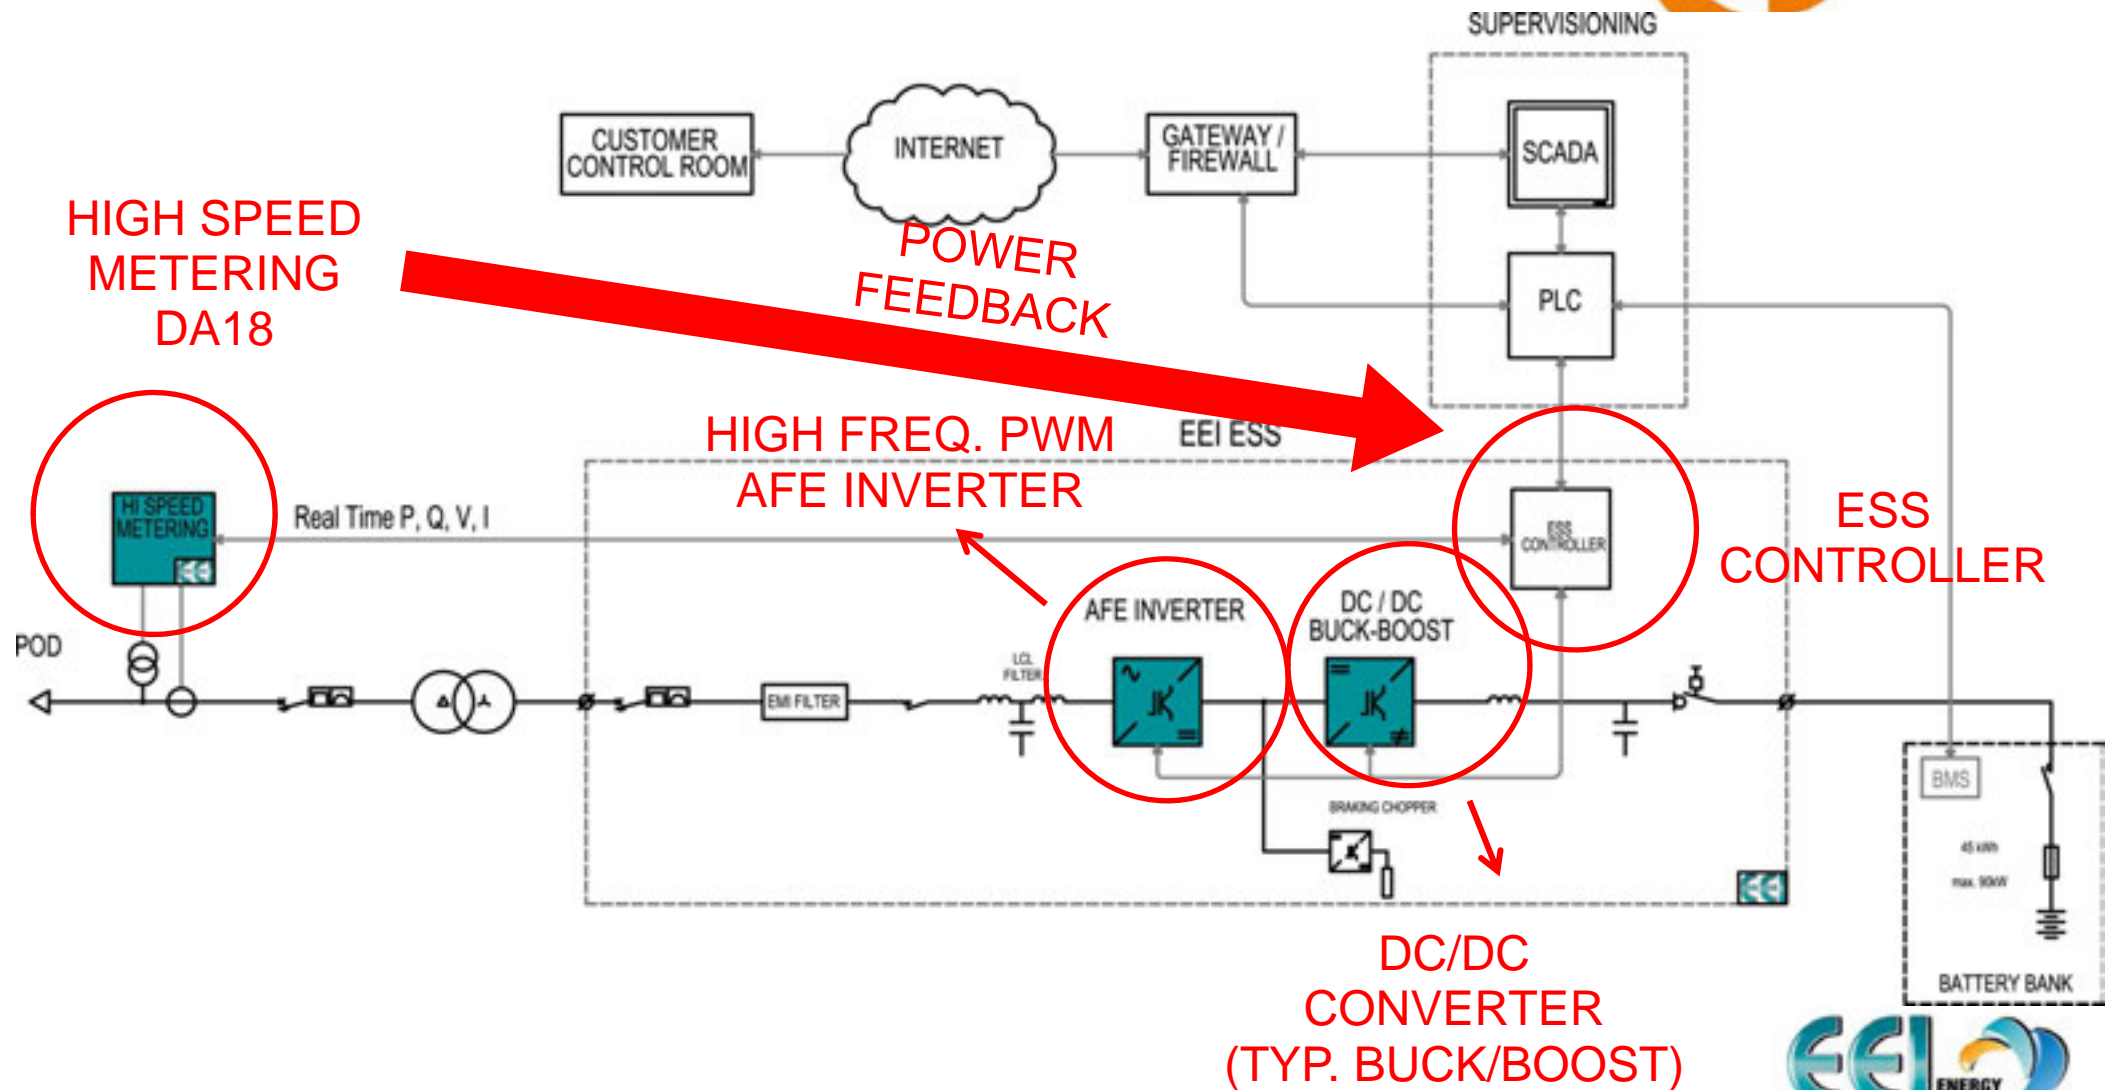 SUPERVISIONING
CUSTOMER
CONTROL ROOM
INTERNET
GATEWAY /
FIREWALL
SCADA
HIGH SPEED
METERING
DA18
POWER
FEEDBACK
PLC
HIGH FREQ. PWM
AFE INVERTER
EEI ESS
HI SPEED
METERING
Real Time P, Q, V, I
ESS
CONTROLLER
ESS
CONTROLLER
POD
AFE INVERTER
DC / DC
BUCK-BOOST
LCL
FILTER
EMI FILTER
BRAKING CHOPPER
BMS
45 kWh
max. 90kW
BATTERY BANK
DC/DC
CONVERTER
(TYP. BUCK/BOOST)
EEI
ENERGY